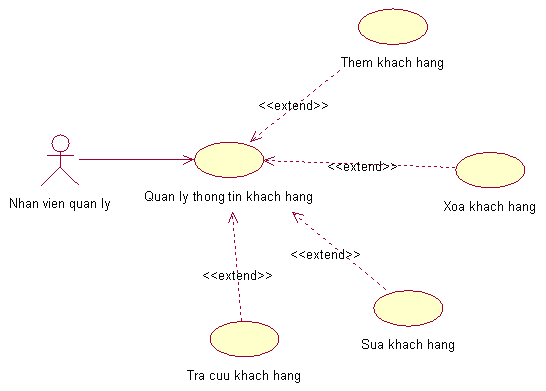 Them khach hang
<<extend>>
<<extend>>
Nhan vien quan ly
Quan ly thong tin khach hang
Xoa khach hang
<<extend>>
<<extend>>
Sua khach hang
Tra cuu khach hang